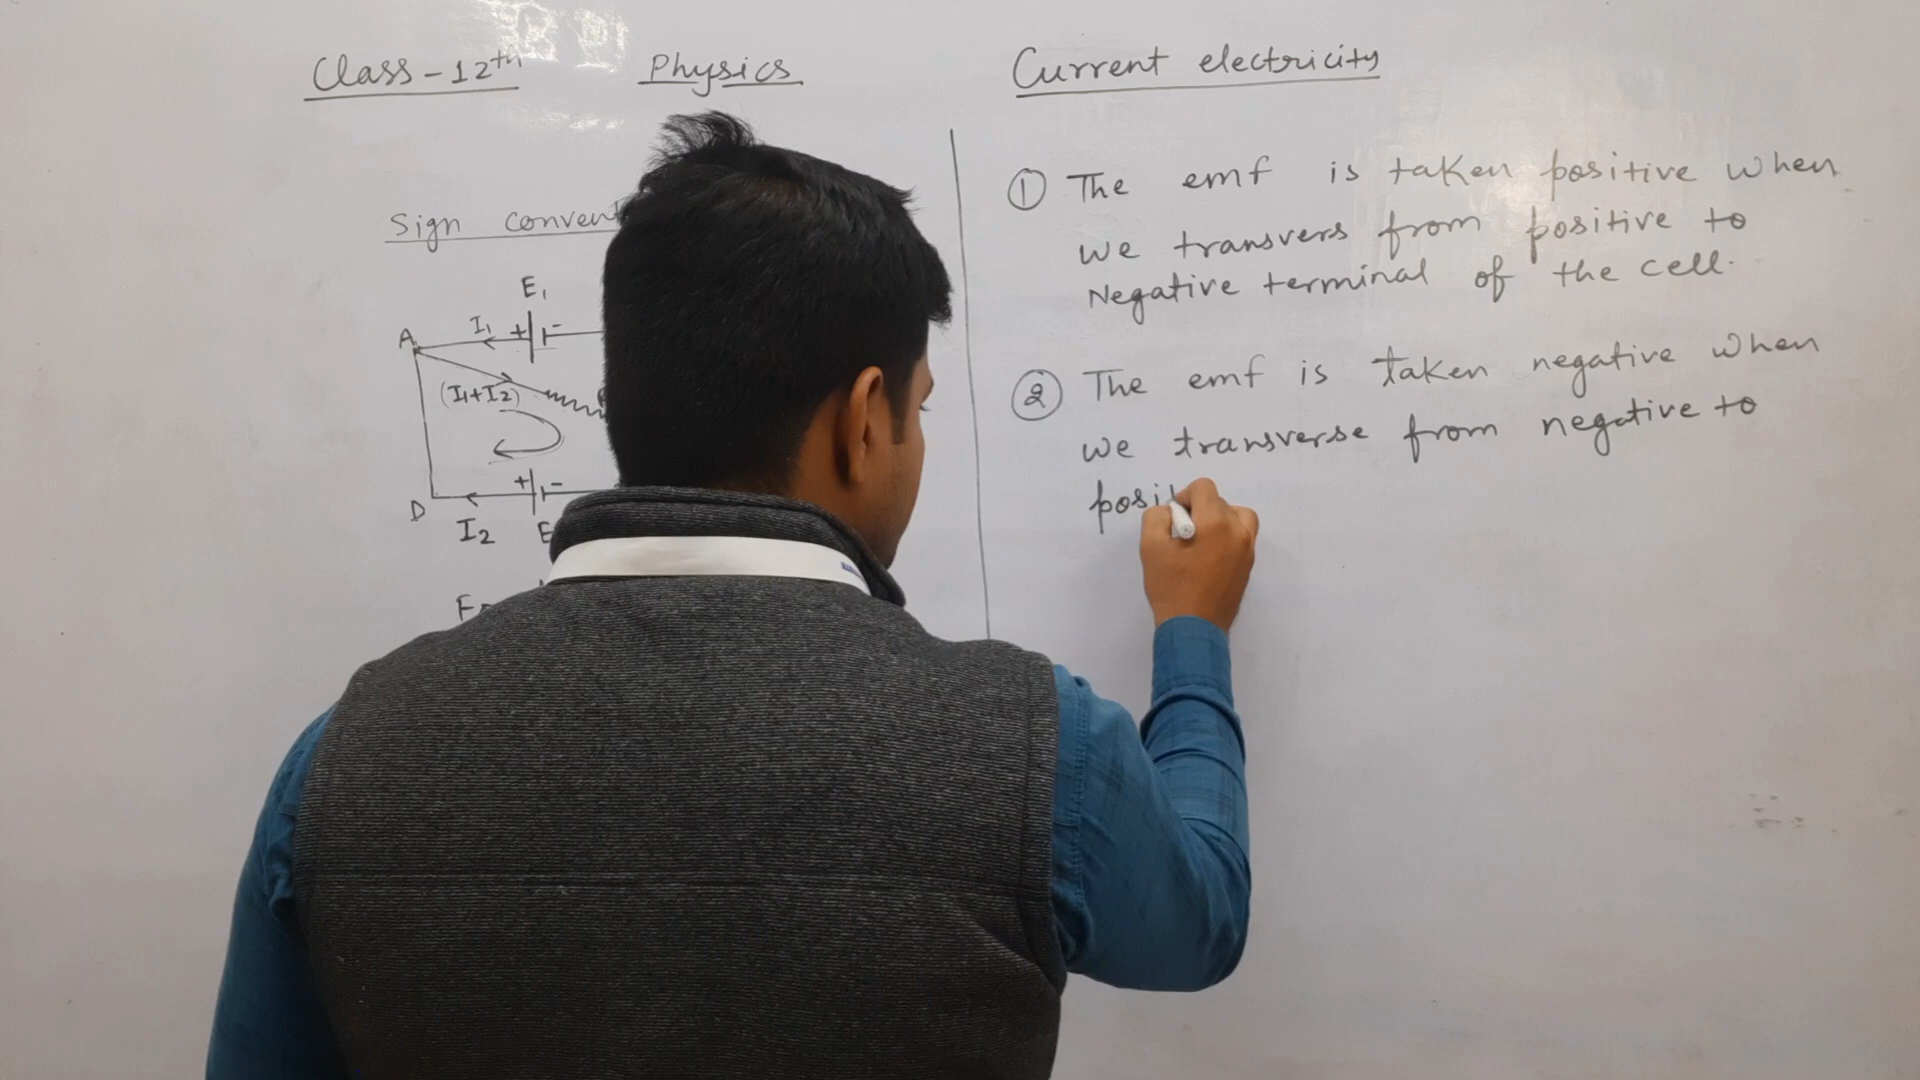 Class-12th Physics Current electricity
Sign
E1
I1 + -
A
(I1+I2)
+ -
D
I2 E
① The emf is taken positive when
we transvers from positive to
Negative terminal of the cell.
② The emf is taken negative when
we transverse from negative to